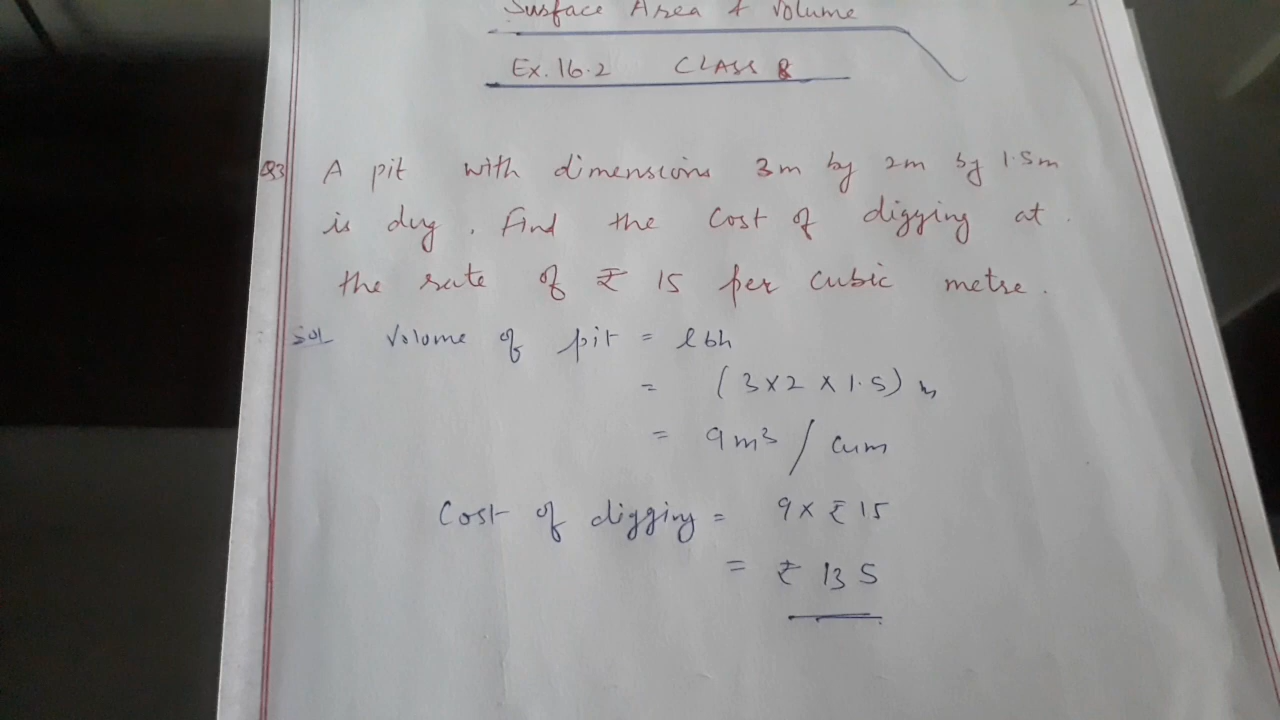 Surface Area & Volume
Ex. 16.2 CLASS 8
Q3 A pit with dimensions 3m by 2m by 1.5m
is dug. Find the cost of digging at
the rate of ₹ 15 per cubic metre.
Sol Volume of pit = lbh
= (3 x 2 x 1.5) m
= 9m³ / cum
Cost of digging = 9 x ₹ 15
= ₹ 135